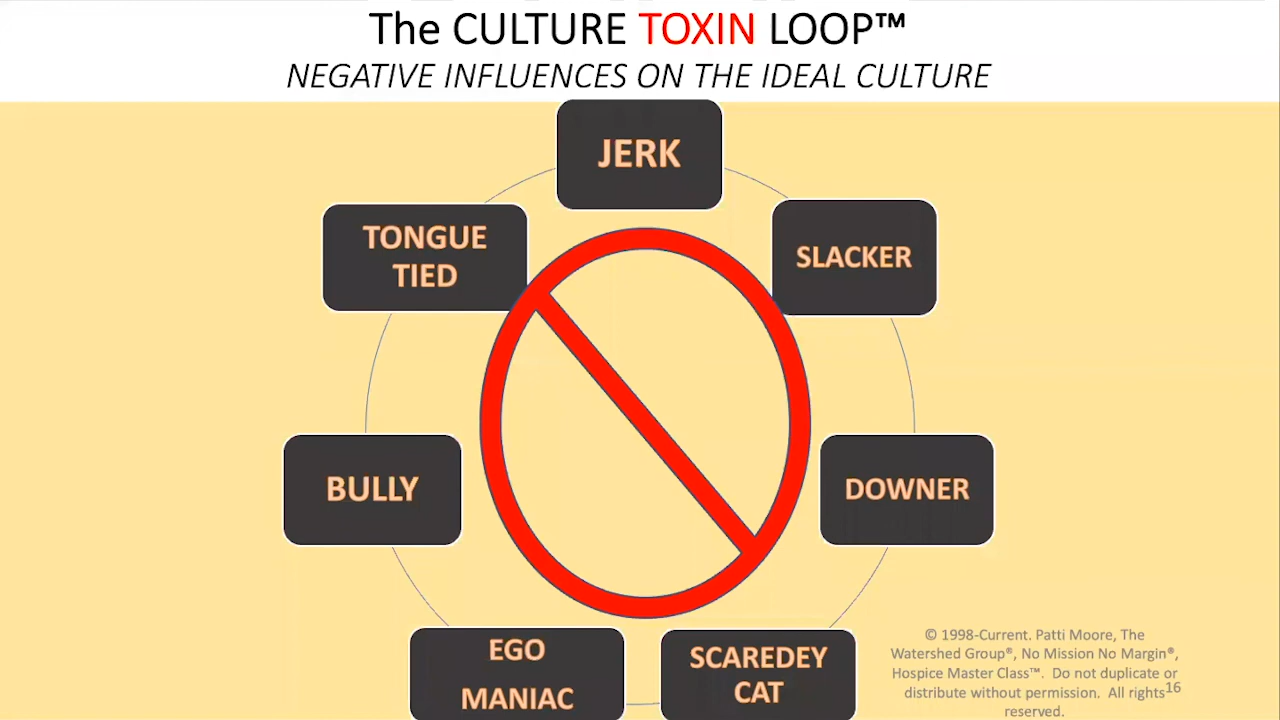 The CULTURE TOXIN LOOP™
NEGATIVE INFLUENCES ON THE IDEAL CULTURE
JERK
SLACKER
DOWNER
SCAREDEY
CAT
EGO
MANIAC
BULLY
TONGUE
TIED
© 1998-Current. Patti Moore, The
Watershed Group®, No Mission No Margin®,
Hospice Master Class™. Do not duplicate or
distribute without permission. All rights
reserved.
16